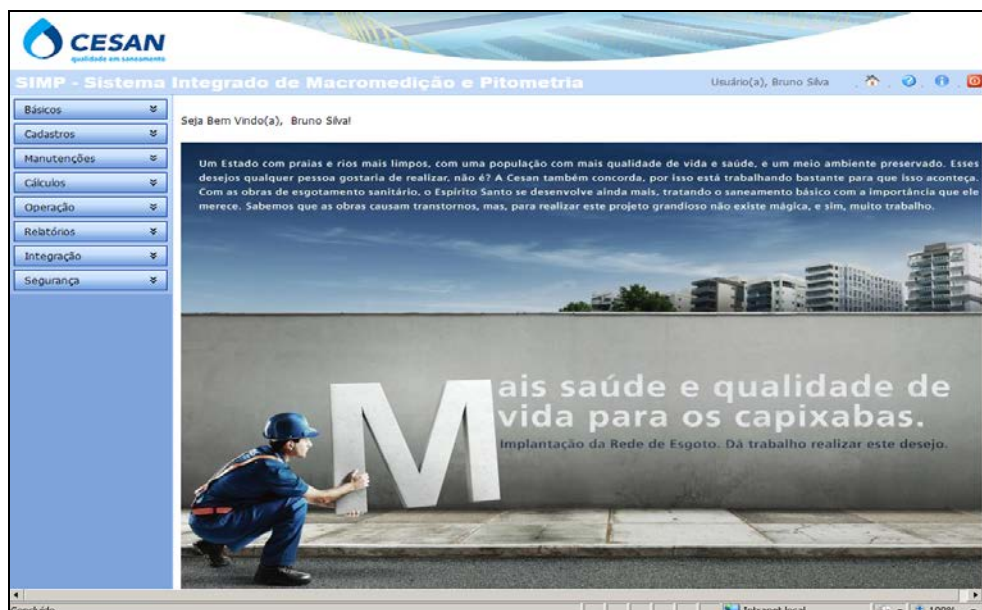 CESAN
qualidade em saneamento
SIMP - Sistema Integrado de Macromedição e Pitometria
Usuário(a), Bruno Silva
Básicos
Cadastros
Manutenções
Cálculos
Operação
Relatórios
Integração
Segurança
Seja Bem Vindo(a), Bruno Silva!
Um Estado com praias e rios mais limpos, com uma população com mais qualidade de vida e saúde, e um meio ambiente preservado. Esses
desejos qualquer pessoa gostaria de realizar, não é? A Cesan também concorda, por isso está trabalhando bastante para que isso aconteça.
Com as obras de esgotamento sanitário, o Espírito Santo se desenvolve ainda mais, tratando o saneamento básico com a importância que ele
merece. Sabemos que as obras causam transtornos, mas, para realizar este projeto grandioso não existe mágica, e sim, muito trabalho.
Mais saúde e qualidade de
vida para os capixabas.
Implantação da Rede de Esgoto. Dá trabalho realizar este desejo.
Concluído
Intranet local
100%